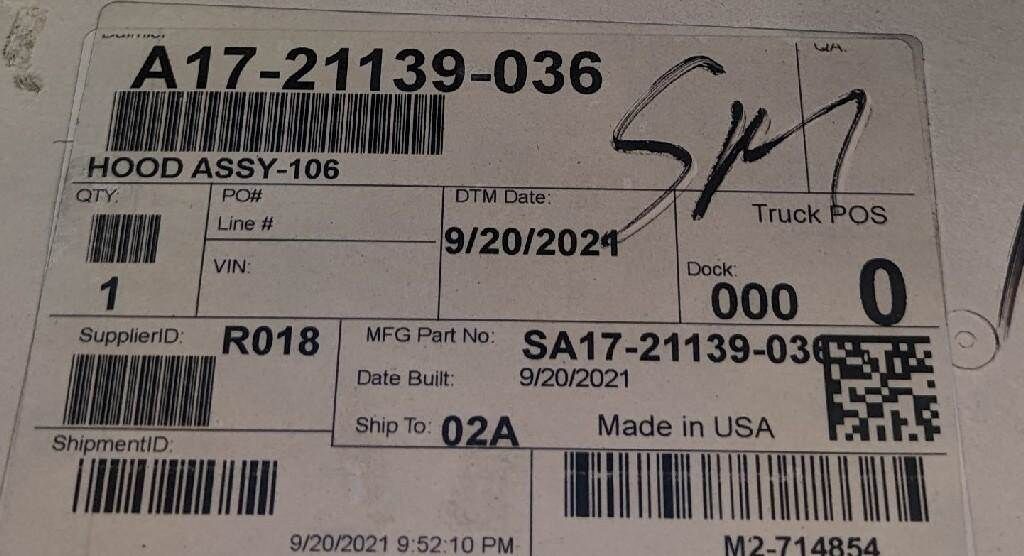 Daimler
A17-21139-036
QA.
HOOD ASSY-106
QTY:
1
PO#
Line #
VIN:
DTM Date:
9/20/2021
Truck POS
Dock:
000
0
SupplierID:
R018
MFG Part No:
SA17-21139-036
Date Built:
9/20/2021
Ship To:
02A
Made in USA
ShipmentID:
9/20/2021 9:52:10 PM
M2-714854